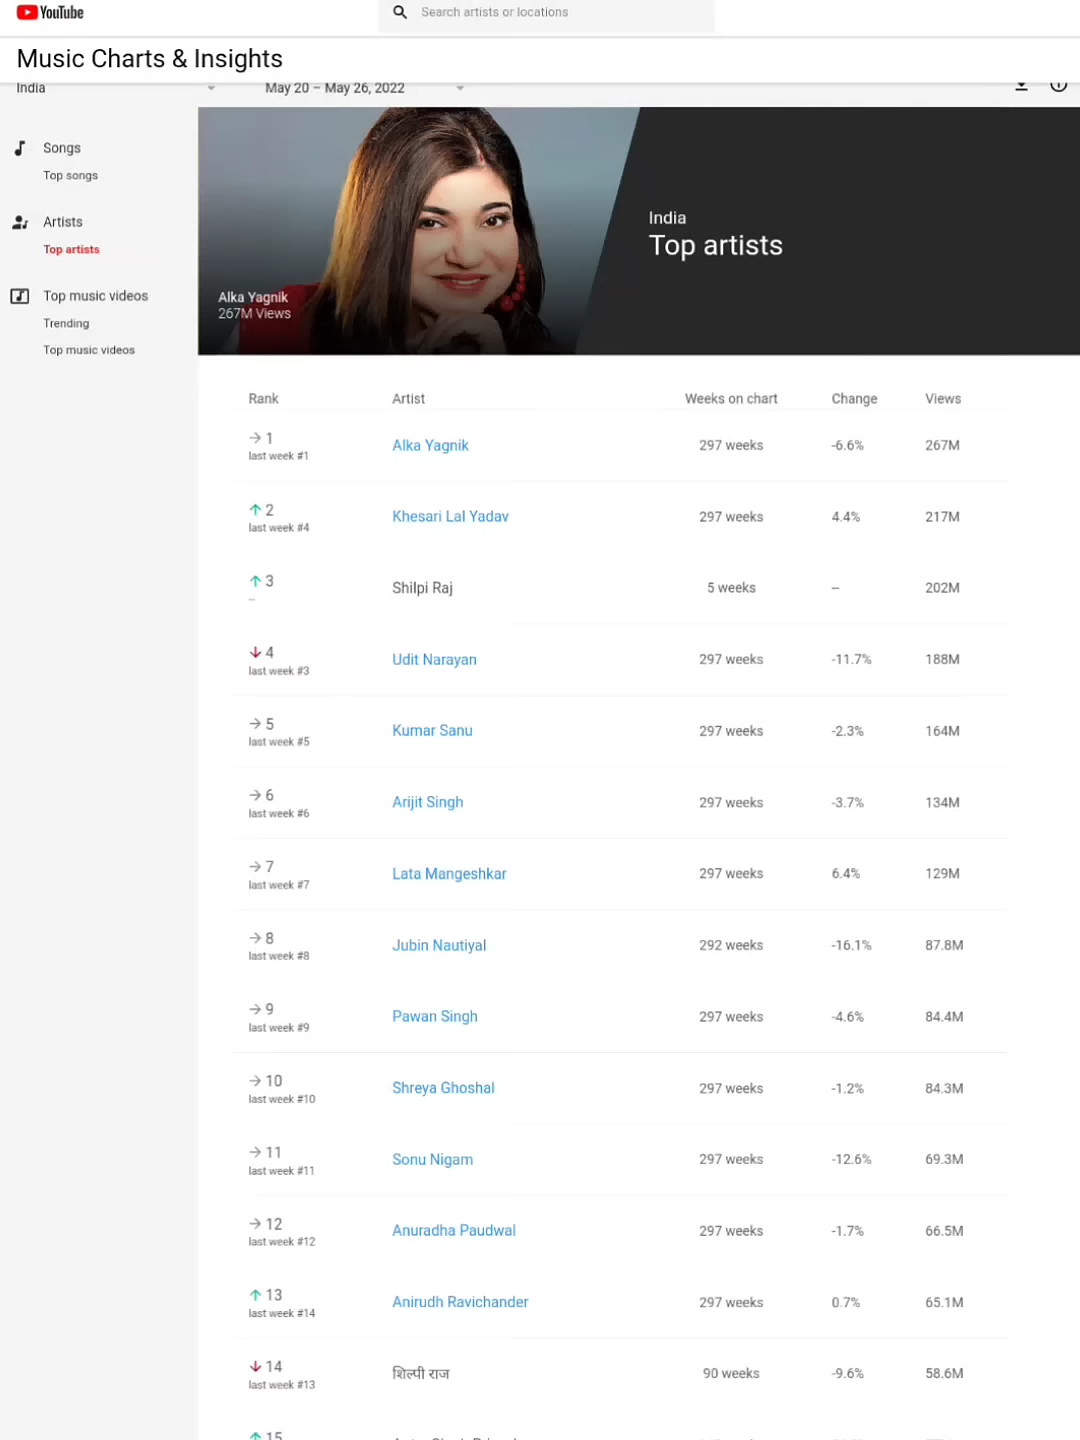 YouTube
Search artists or locations
Music Charts & Insights
India
May 20 – May 26, 2022
Songs
Top songs
Artists
Top artists
Top music videos
Trending
Top music videos
India
Top artists
Alka Yagnik
267M Views
Rank Artist Weeks on chart Change Views
1 Alka Yagnik 297 weeks -6.6% 267M
last week #1
2 Khesari Lal Yadav 297 weeks 4.4% 217M
last week #4
3 Shilpi Raj 5 weeks – 202M
–
4 Udit Narayan 297 weeks -11.7% 188M
last week #3
5 Kumar Sanu 297 weeks -2.3% 164M
last week #5
6 Arijit Singh 297 weeks -3.7% 134M
last week #6
7 Lata Mangeshkar 297 weeks 6.4% 129M
last week #7
8 Jubin Nautiyal 292 weeks -16.1% 87.8M
last week #8
9 Pawan Singh 297 weeks -4.6% 84.4M
last week #9
10 Shreya Ghoshal 297 weeks -1.2% 84.3M
last week #10
11 Sonu Nigam 297 weeks -12.6% 69.3M
last week #11
12 Anuradha Paudwal 297 weeks -1.7% 66.5M
last week #12
13 Anirudh Ravichander 297 weeks 0.7% 65.1M
last week #14
14 शिल्पी राज 90 weeks -9.6% 58.6M
last week #13
15